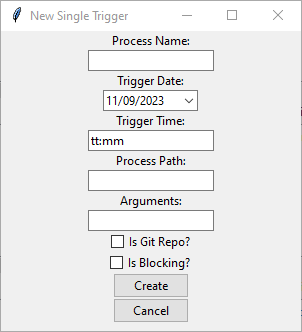 New Single Trigger
Process Name:
Trigger Date:
11/09/2023
Trigger Time:
tt:mm
Process Path:
Arguments:
Is Git Repo?
Is Blocking?
Create
Cancel